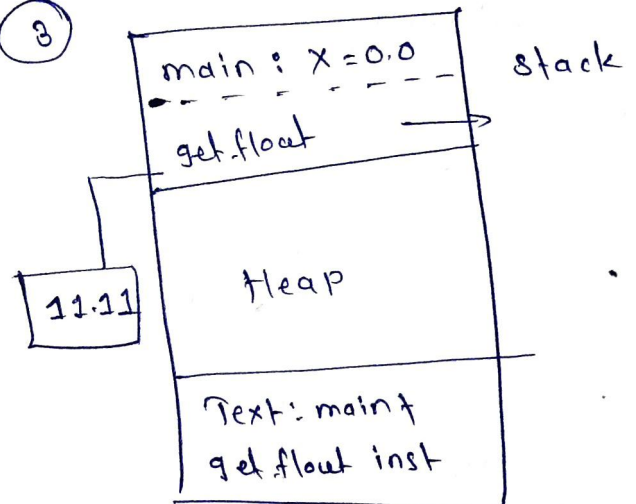 3
main : x = 0.0
stack
get.float
11.11
Heap
Text: main &
get float inst